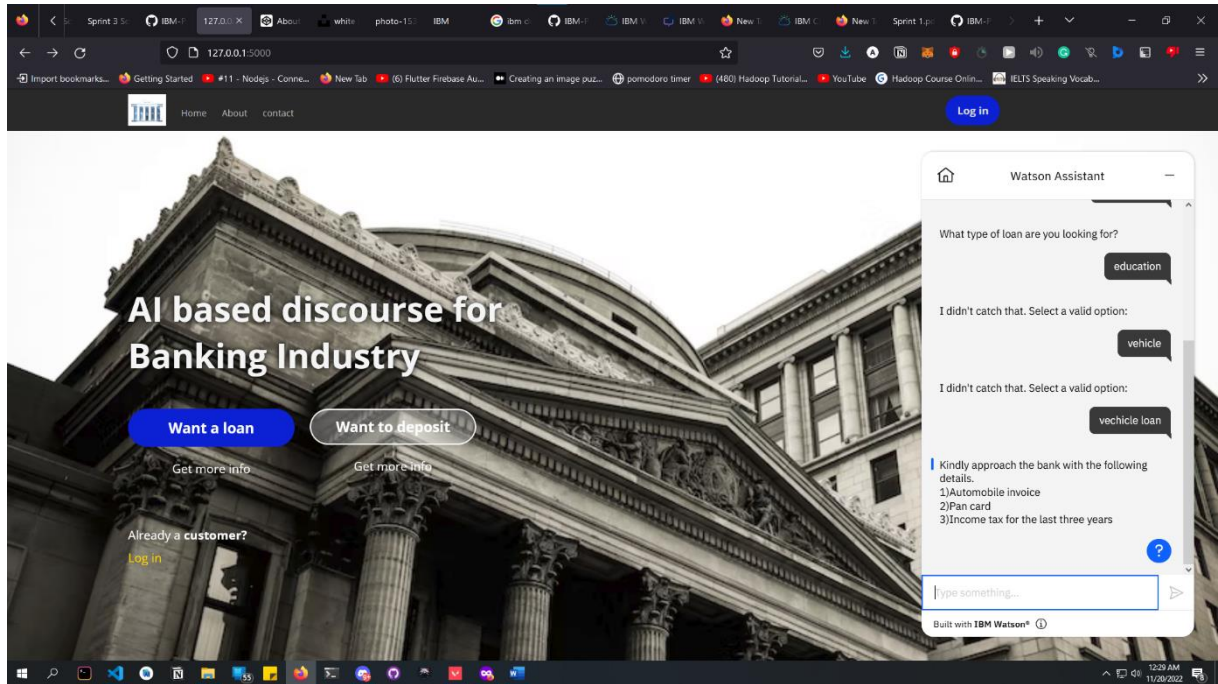 Sprint 3 Sc
IBM-P
127.0.0.1
About
white
photo-15
IBM
ibm cl
IBM-P
IBM W
IBM W
New T
IBM C
New T
Sprint 1.pd
IBM-P
127.0.0.1:5000
Import bookmarks...
Getting Started
#11 - Nodejs - Conne...
New Tab
(6) Flutter Firebase Au...
Creating an image puz...
pomodoro timer
(480) Hadoop Tutorial...
YouTube
Hadoop Course Onlin...
IELTS Speaking Vocab...
Home About contact
Log in
AI based discourse for
Banking Industry
Want a loan
Want to deposit
Get more info
Get more info
Already a customer?
Log in
Watson Assistant
What type of loan are you looking for?
education
I didn't catch that. Select a valid option:
vehicle
I didn't catch that. Select a valid option:
vechicle loan
Kindly approach the bank with the following
details.
1)Automobile invoice
2)Pan card
3)Income tax for the last three years
?
Type something...
Built with IBM Watson®
55
12:29 AM
11/20/2022